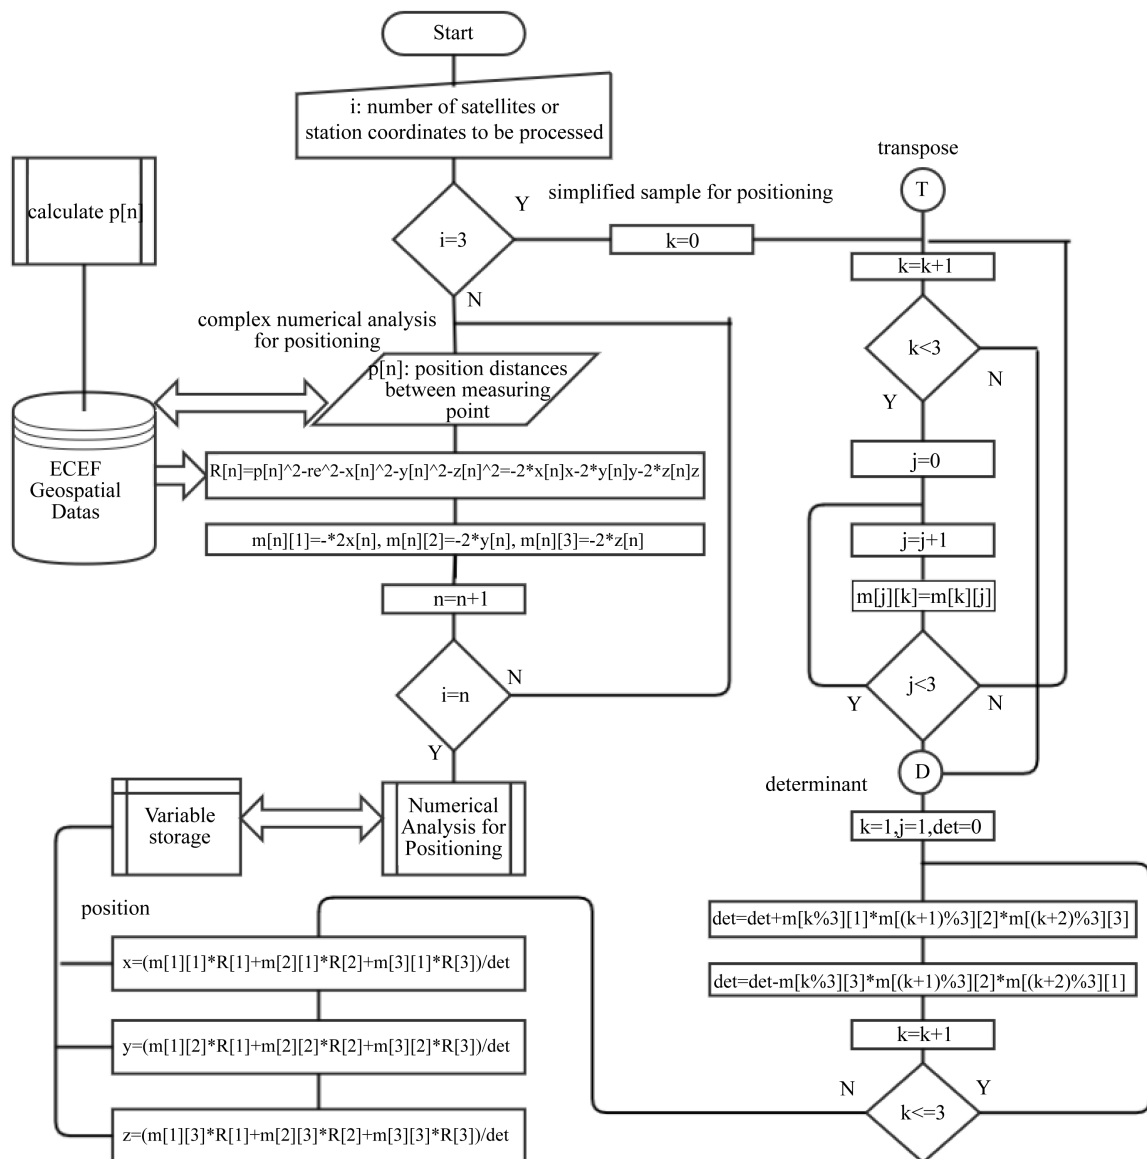 Start
i: number of satellites or
station coordinates to be processed
i=3
Y
N
simplified sample for positioning
k=0
transpose
T
k=k+1
k<3
N
Y
j=0
j=j+1
m[j][k]=m[k][j]
j<3
Y
N
calculate p[n]
complex numerical analysis
for positioning
p[n]: position distances
between measuring
point
ECEF
Geospatial
Datas
R[n]=p[n]^2-re^2-x[n]^2-y[n]^2-z[n]^2=-2*x[n]x-2*y[n]y-2*z[n]z
m[n][1]=-*2x[n], m[n][2]=-2*y[n], m[n][3]=-2*z[n]
n=n+1
i=n
N
Y
Numerical
Analysis for
Positioning
Variable
storage
determinant
D
k=1,j=1,det=0
det=det+m[k%3][1]*m[(k+1)%3][2]*m[(k+2)%3][3]
det=det-m[k%3][3]*m[(k+1)%3][2]*m[(k+2)%3][1]
k=k+1
k<=3
N
Y
position
x=(m[1][1]*R[1]+m[2][1]*R[2]+m[3][1]*R[3])/det
y=(m[1][2]*R[1]+m[2][2]*R[2]+m[3][2]*R[3])/det
z=(m[1][3]*R[1]+m[2][3]*R[2]+m[3][3]*R[3])/det